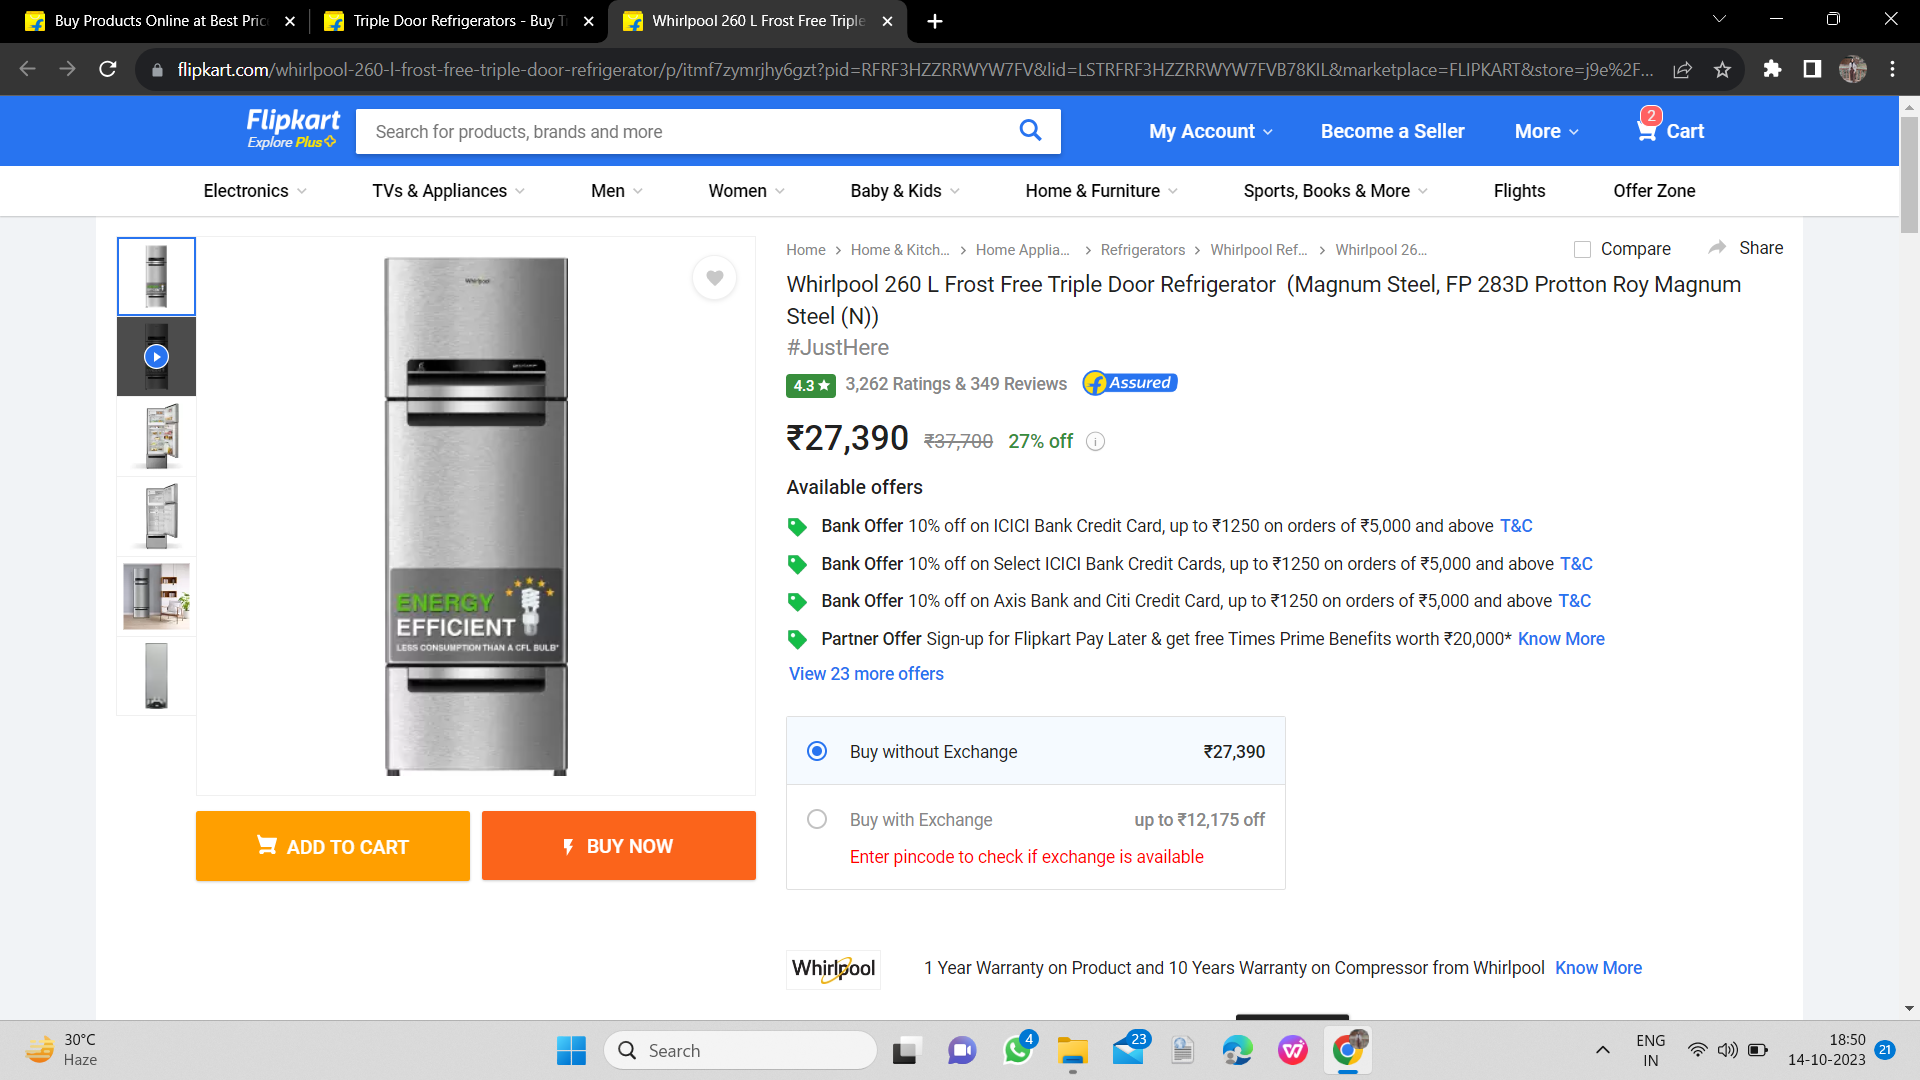 Buy Products Online at Best Pric
Triple Door Refrigerators - Buy T
Whirlpool 260 L Frost Free Triple
flipkart.com/whirlpool-260-l-frost-free-triple-door-refrigerator/p/itmf7zymrjhy6gzt?pid=RFRF3HZZRRWYW7FV&lid=LSTRFRF3HZZRRWYW7FVB78KIL&marketplace=FLIPKART&store=j9e%2F...
Flipkart
Explore Plus
Search for products, brands and more
My Account
Become a Seller
More
2
Cart
Electronics
TVs & Appliances
Men
Women
Baby & Kids
Home & Furniture
Sports, Books & More
Flights
Offer Zone
Whirlpool
ENERGY
EFFICIENT
LESS CONSUMPTION THAN A CFL BULB*
ADD TO CART
BUY NOW
Home > Home & Kitch... > Home Applia... > Refrigerators > Whirlpool Ref... > Whirlpool 26...
Compare
Share
Whirlpool 260 L Frost Free Triple Door Refrigerator (Magnum Steel, FP 283D Protton Roy Magnum
Steel (N))
#JustHere
4.3★ 3,262 Ratings & 349 Reviews
Assured
₹27,390 ₹37,700 27% off
Available offers
Bank Offer 10% off on ICICI Bank Credit Card, up to ₹1250 on orders of ₹5,000 and above T&C
Bank Offer 10% off on Select ICICI Bank Credit Cards, up to ₹1250 on orders of ₹5,000 and above T&C
Bank Offer 10% off on Axis Bank and Citi Credit Card, up to ₹1250 on orders of ₹5,000 and above T&C
Partner Offer Sign-up for Flipkart Pay Later & get free Times Prime Benefits worth ₹20,000* Know More
View 23 more offers
Buy without Exchange ₹27,390
Buy with Exchange up to ₹12,175 off
Enter pincode to check if exchange is available
Whirlpool
1 Year Warranty on Product and 10 Years Warranty on Compressor from Whirlpool Know More
30°C
Haze
Search
4
23
ENG
IN
18:50
14-10-2023
21